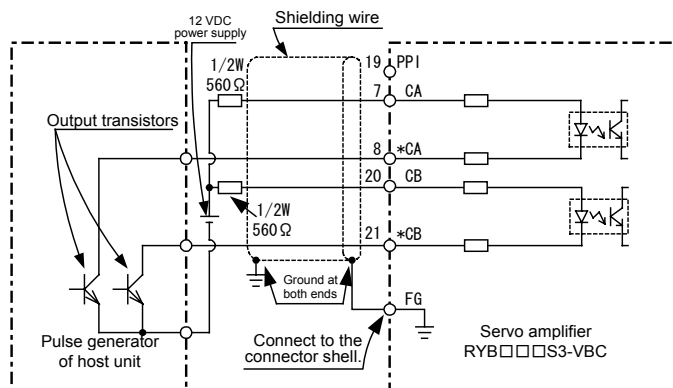 12 VDC
power supply
Shielding wire
1/2W
560Ω
19 PPI
7 CA
Output transistors
8 *CA
20 CB
1/2W
560Ω
21 *CB
Ground at
both ends
FG
Pulse generator
of host unit
Connect to the
connector shell.
Servo amplifier
RYB□□□S3-VBC